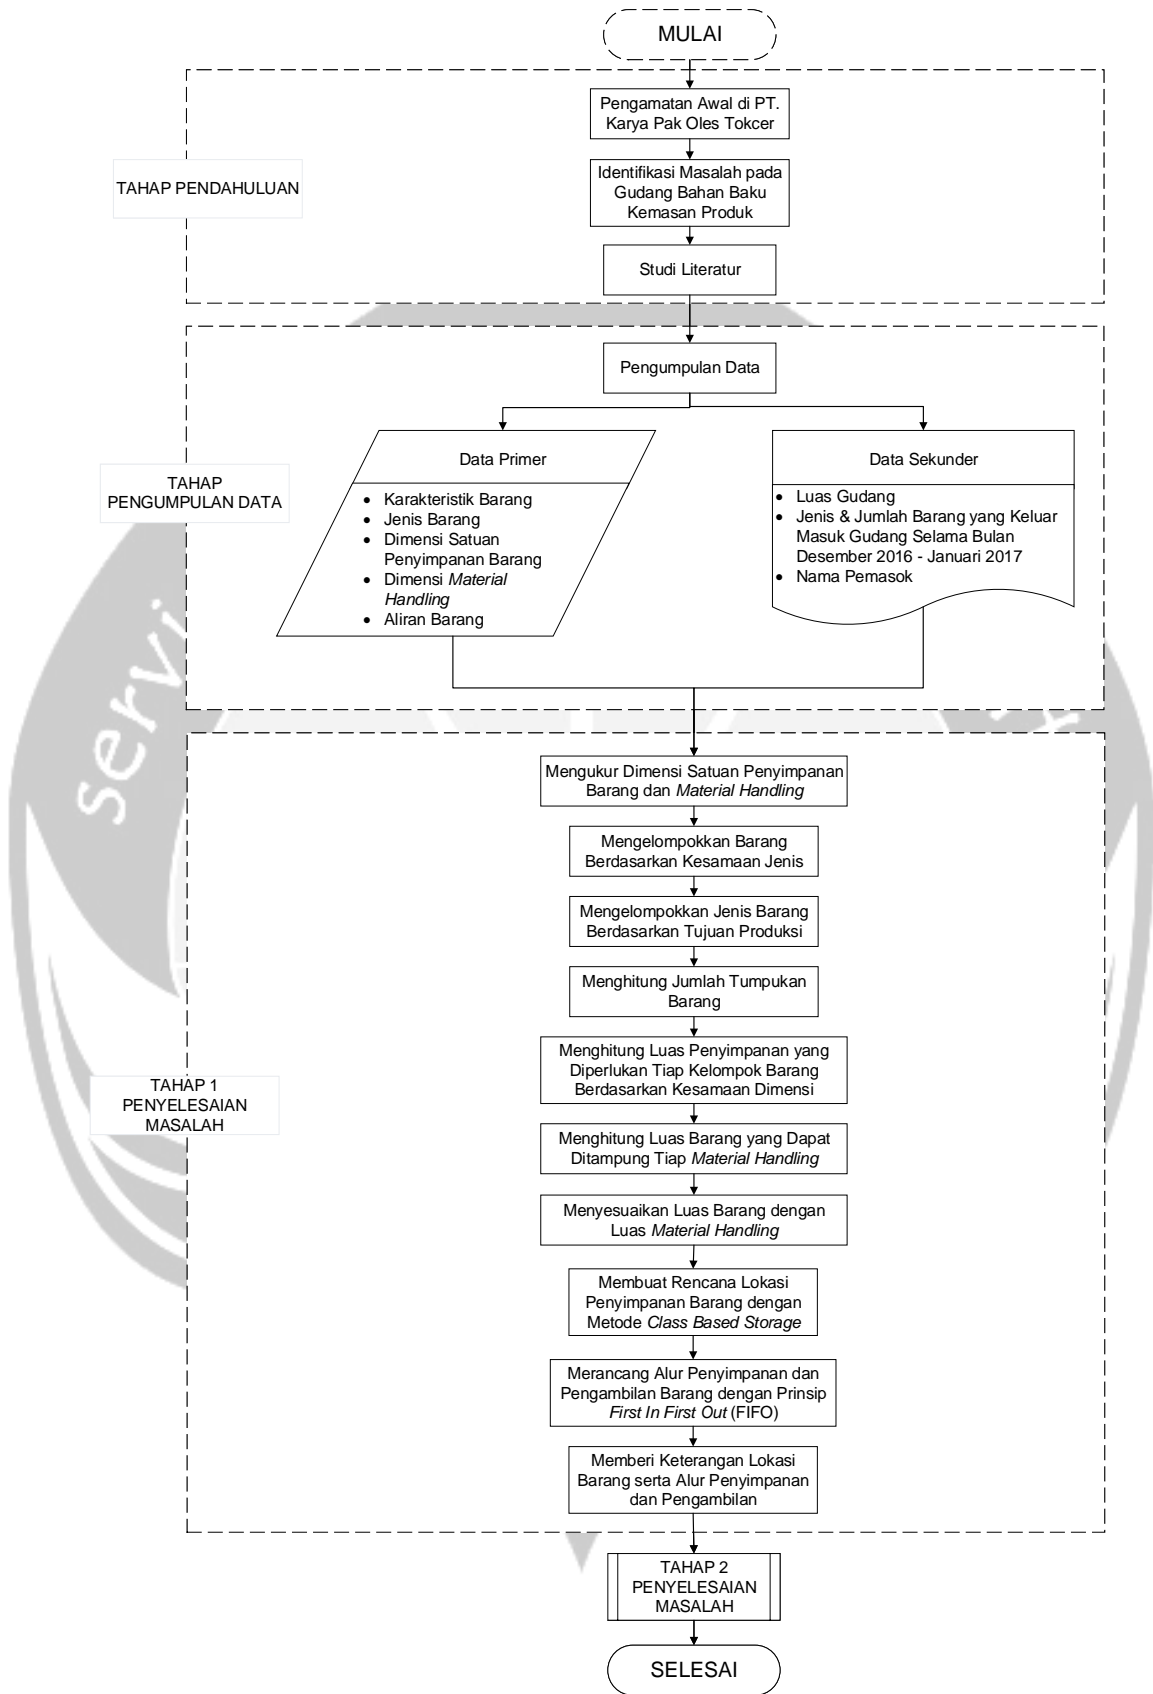 MULAI
Pengamatan Awal di PT.
Karya Pak Oles Tokcer
TAHAP PENDAHULUAN
Identifikasi Masalah pada
Gudang Bahan Baku
Kemasan Produk
Studi Literatur
Pengumpulan Data
TAHAP
PENGUMPULAN DATA
Data Primer
• Karakteristik Barang
• Jenis Barang
• Dimensi Satuan
Penyimpanan Barang
• Dimensi Material
Handling
• Aliran Barang
Data Sekunder
• Luas Gudang
• Jenis & Jumlah Barang yang Keluar
Masuk Gudang Selama Bulan
Desember 2016 - Januari 2017
• Nama Pemasok
servi
Mengukur Dimensi Satuan Penyimpanan
Barang dan Material Handling
Mengelompokkan Barang
Berdasarkan Kesamaan Jenis
Mengelompokkan Jenis Barang
Berdasarkan Tujuan Produksi
Menghitung Jumlah Tumpukan
Barang
TAHAP 1
PENYELESAIAN
MASALAH
Menghitung Luas Penyimpanan yang
Diperlukan Tiap Kelompok Barang
Berdasarkan Kesamaan Dimensi
Menghitung Luas Barang yang Dapat
Ditampung Tiap Material Handling
Menyesuaikan Luas Barang dengan
Luas Material Handling
Membuat Rencana Lokasi
Penyimpanan Barang dengan
Metode Class Based Storage
Merancang Alur Penyimpanan dan
Pengambilan Barang dengan Prinsip
First In First Out (FIFO)
Memberi Keterangan Lokasi
Barang serta Alur Penyimpanan
dan Pengambilan
TAHAP 2
PENYELESAIAN
MASALAH
SELESAI